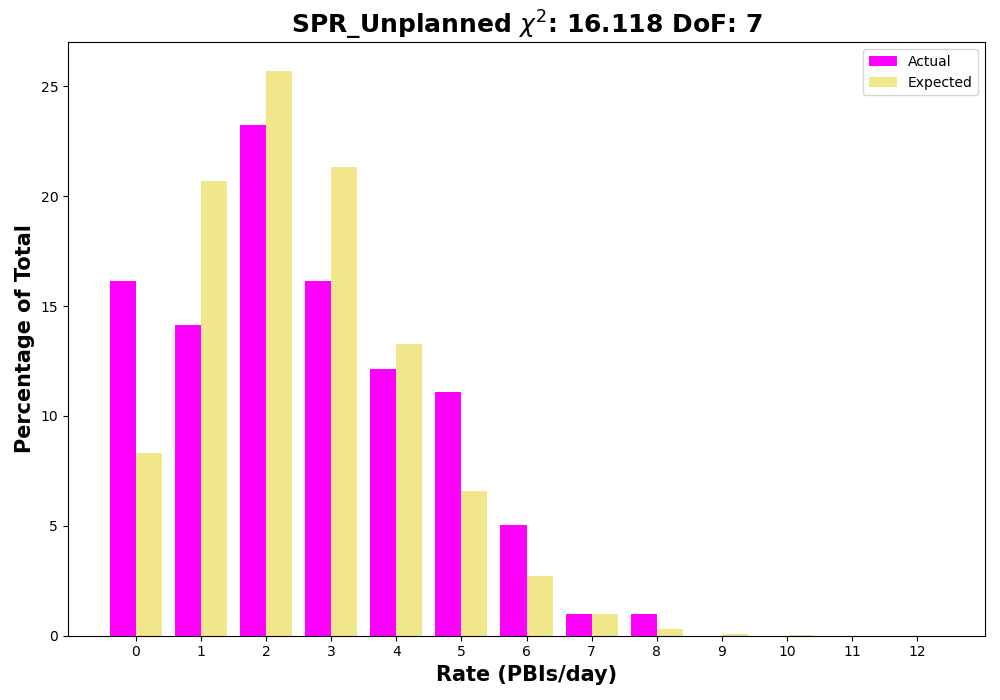 SPR_Unplanned χ²: 16.118 DoF: 7
Actual
Expected
Percentage of Total
25
20
15
10
5
0
0 1 2 3 4 5 6 7 8 9 10 11 12
Rate (PBIs/day)